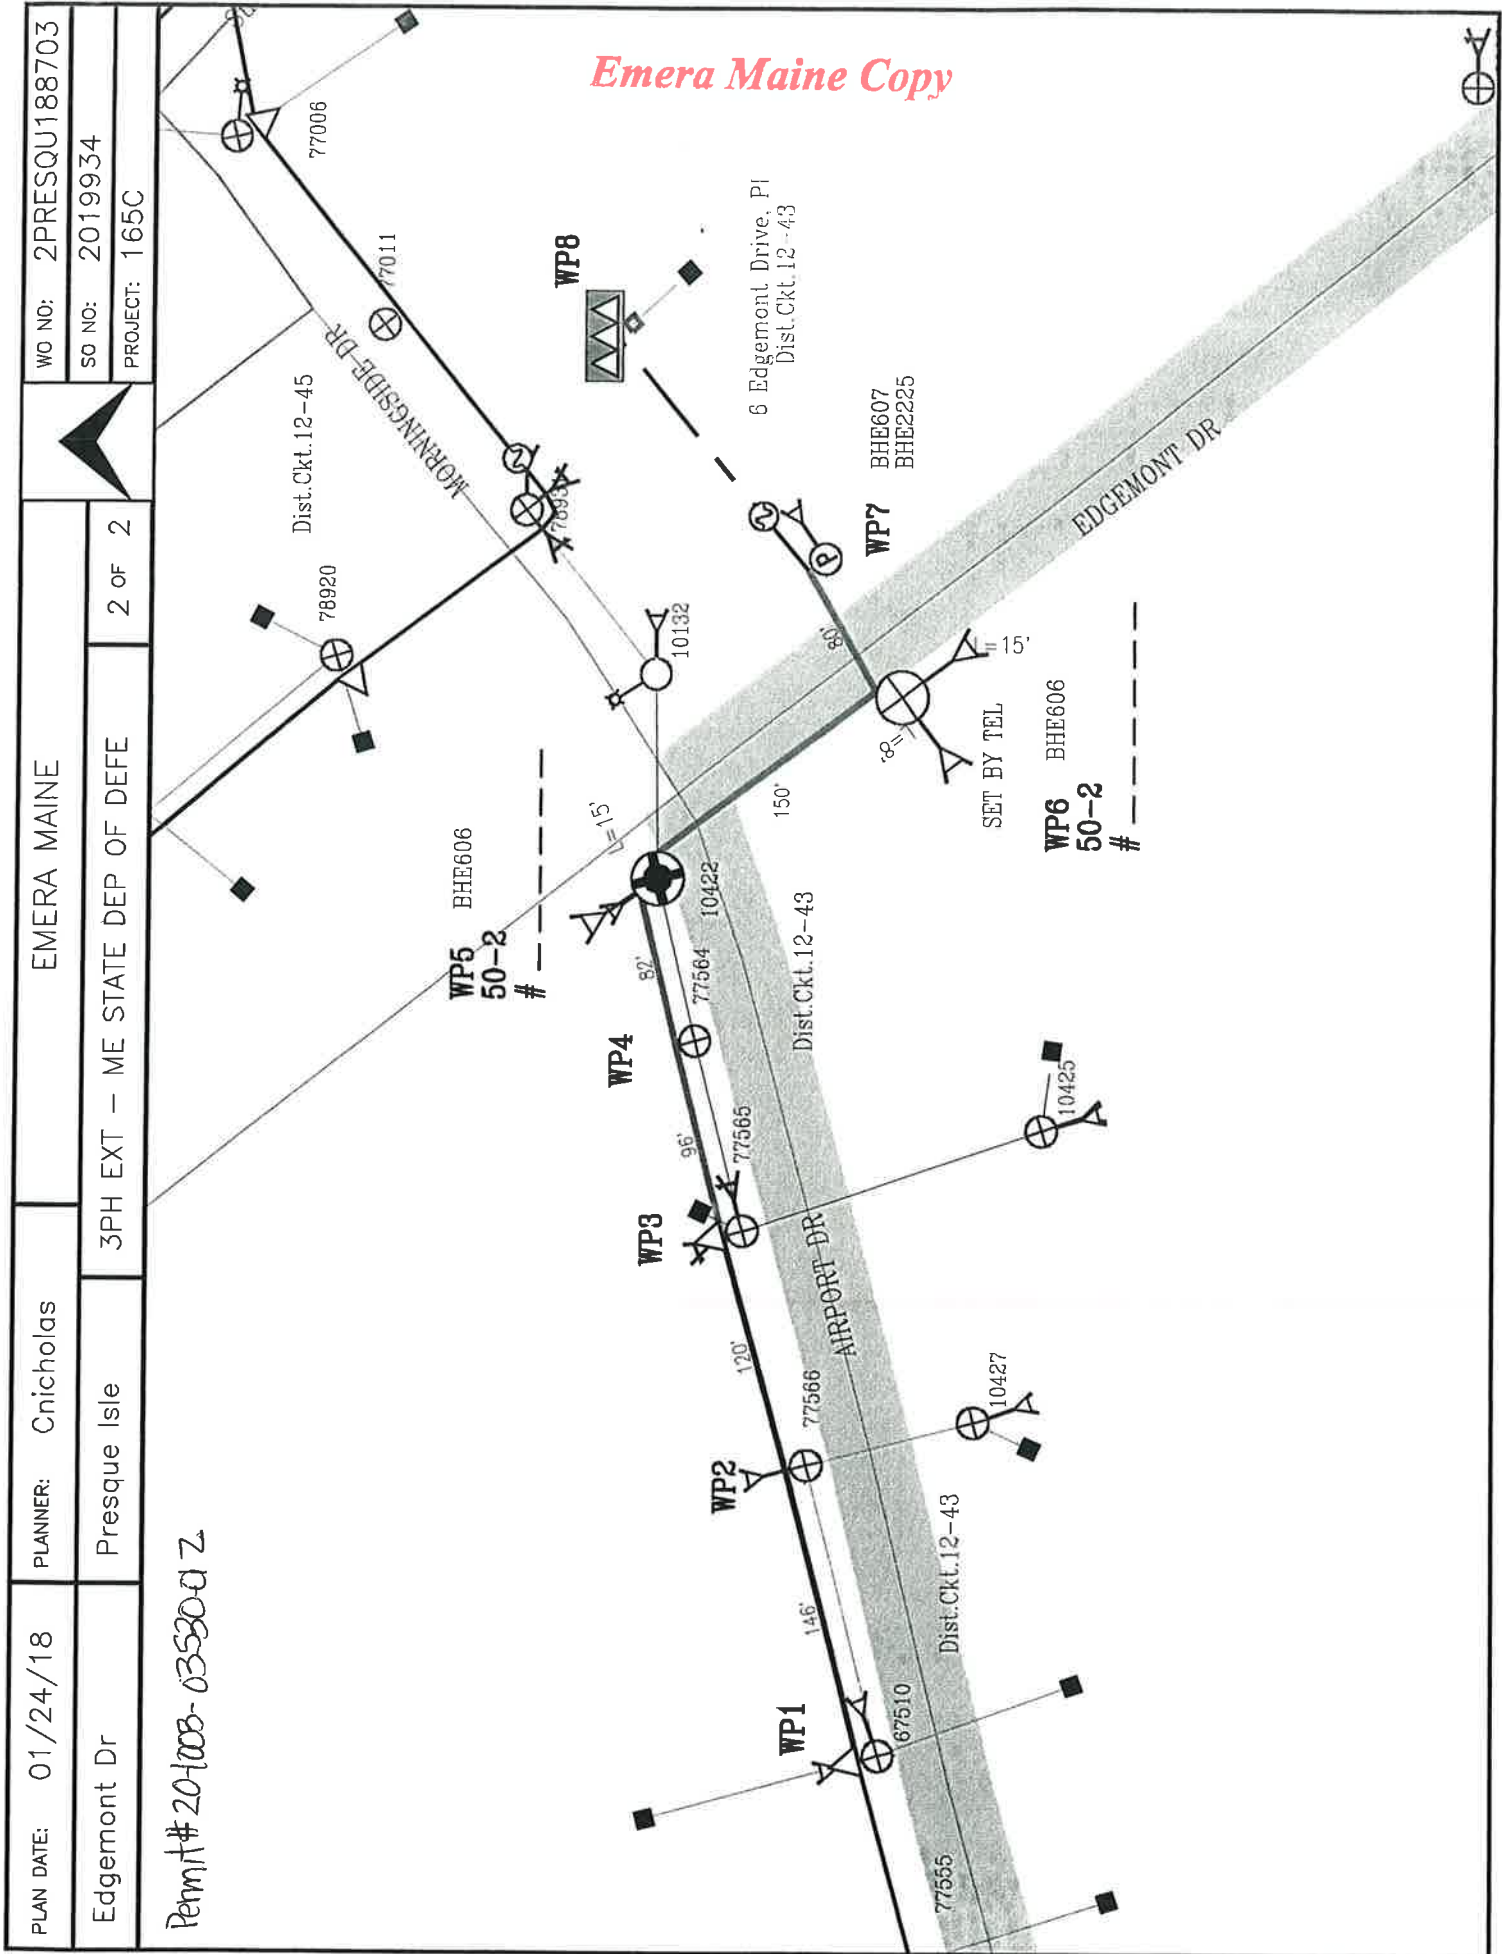 PLAN DATE: 01/24/18
PLANNER: Cnicholas
EMERA MAINE
WO NO: 2PRESQU188703
Edgemont Dr
Presque Isle
3PH EXT - ME STATE DEP OF DEFE
2 OF 2
SO NO: 2019934
PROJECT: 165C
Emera Maine Copy
77006
77011
MORNINGSIDE DR
Dist.Ckt.12-45
78920
WP8
6 Edgemont Drive, PI
Dist.Ckt.12-43
10132
WP7
BHE607
BHE2225
80'
EDGEMONT DR
L=15'
L=8'
SET BY TEL
WP6
50-2
#
BHE606
150'
WP5
50-2
#
BHE606
L=15'
10422
82'
77564
WP4
Dist.Ckt.12-43
96'
77565
WP3
10425
120'
AIRPORT DR
77566
WP2
10427
146'
Dist.Ckt.12-43
WP1
67510
77555